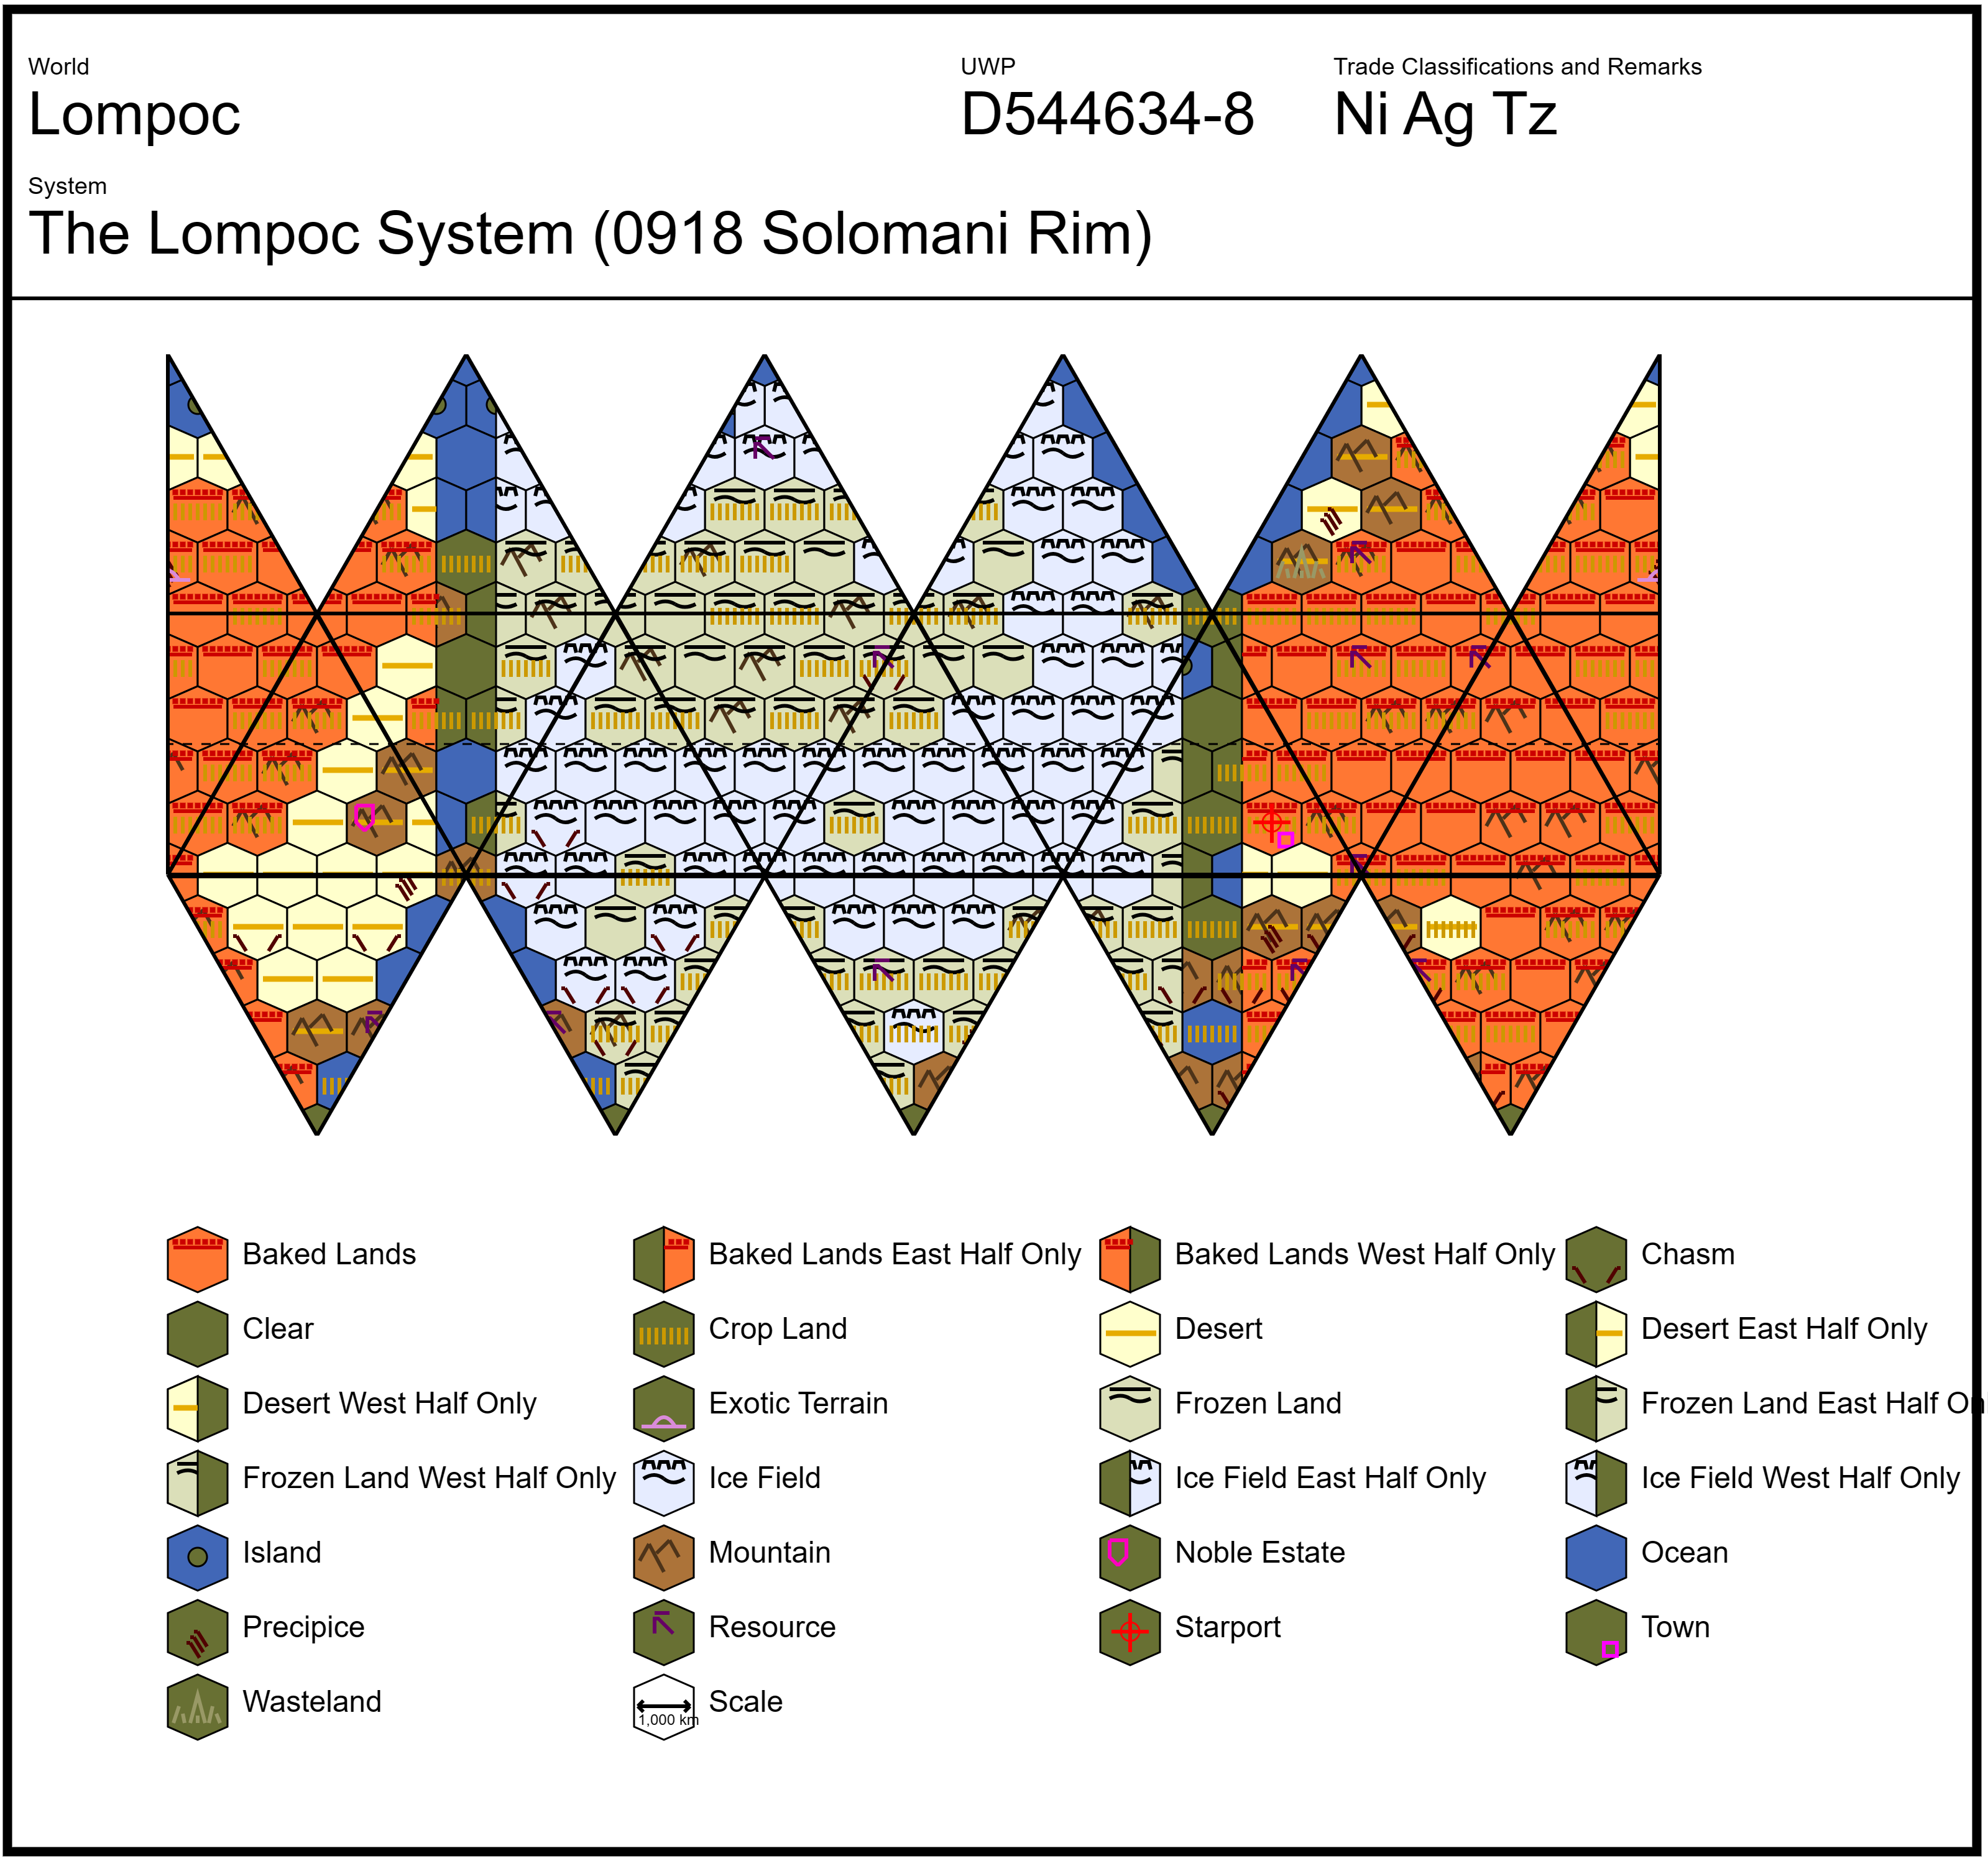 World
Lompoc
UWP
D544634-8
Trade Classifications and Remarks
Ni Ag Tz
System
The Lompoc System (0918 Solomani Rim)
Baked Lands
Baked Lands East Half Only
Baked Lands West Half Only
Chasm
Clear
Crop Land
Desert
Desert East Half Only
Desert West Half Only
Exotic Terrain
Frozen Land
Frozen Land East Half On
Frozen Land West Half Only
Ice Field
Ice Field East Half Only
Ice Field West Half Only
Island
Mountain
Noble Estate
Ocean
Precipice
Resource
Starport
Town
Wasteland
1,000 km
Scale